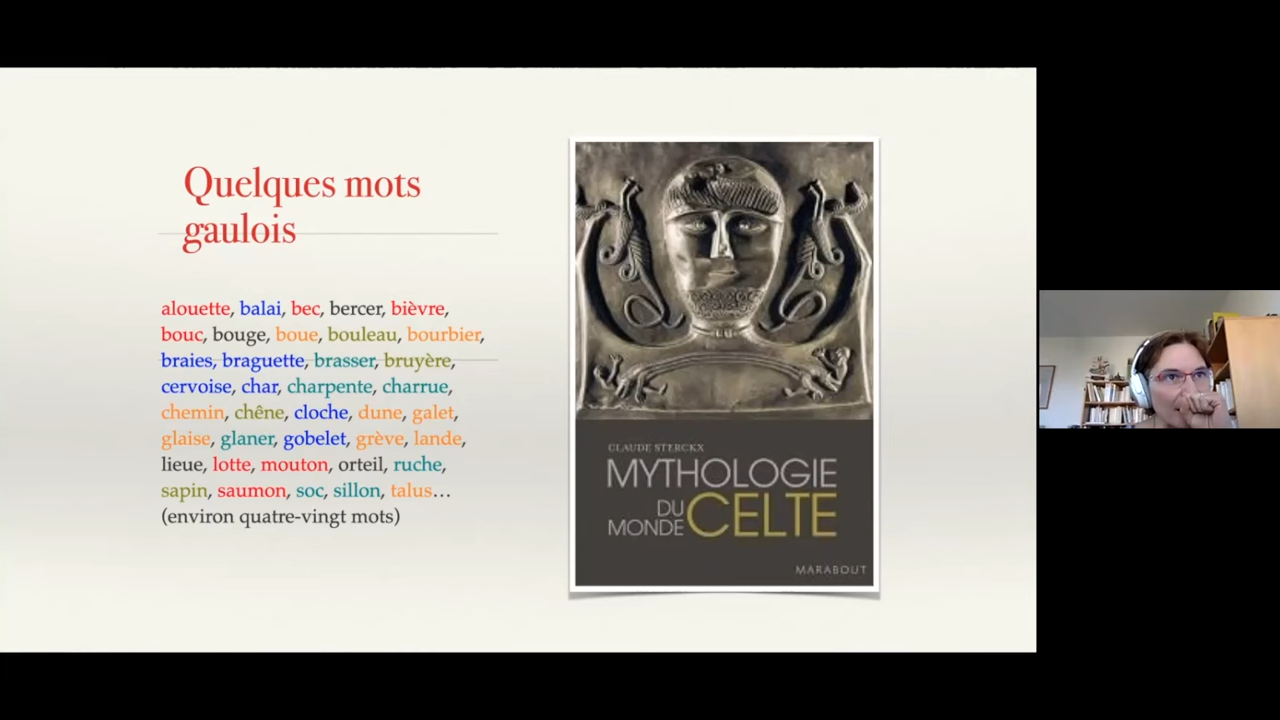 Quelques mots
gaulois
alouette, balai, bec, bercer, bièvre,
bouc, bouge, boue, bouleau, bourbier,
braies, braguette, brasser, bruyère,
cervoise, char, charpente, charrue,
chemin, chêne, cloche, dune, galet,
glaise, glaner, gobelet, grève, lande,
lieue, lotte, mouton, orteil, ruche,
sapin, saumon, soc, sillon, talus…
(environ quatre-vingt mots)
CLAUDE STERCKX
MYTHOLOGIE
DU
MONDE CELTE
MARABOUT